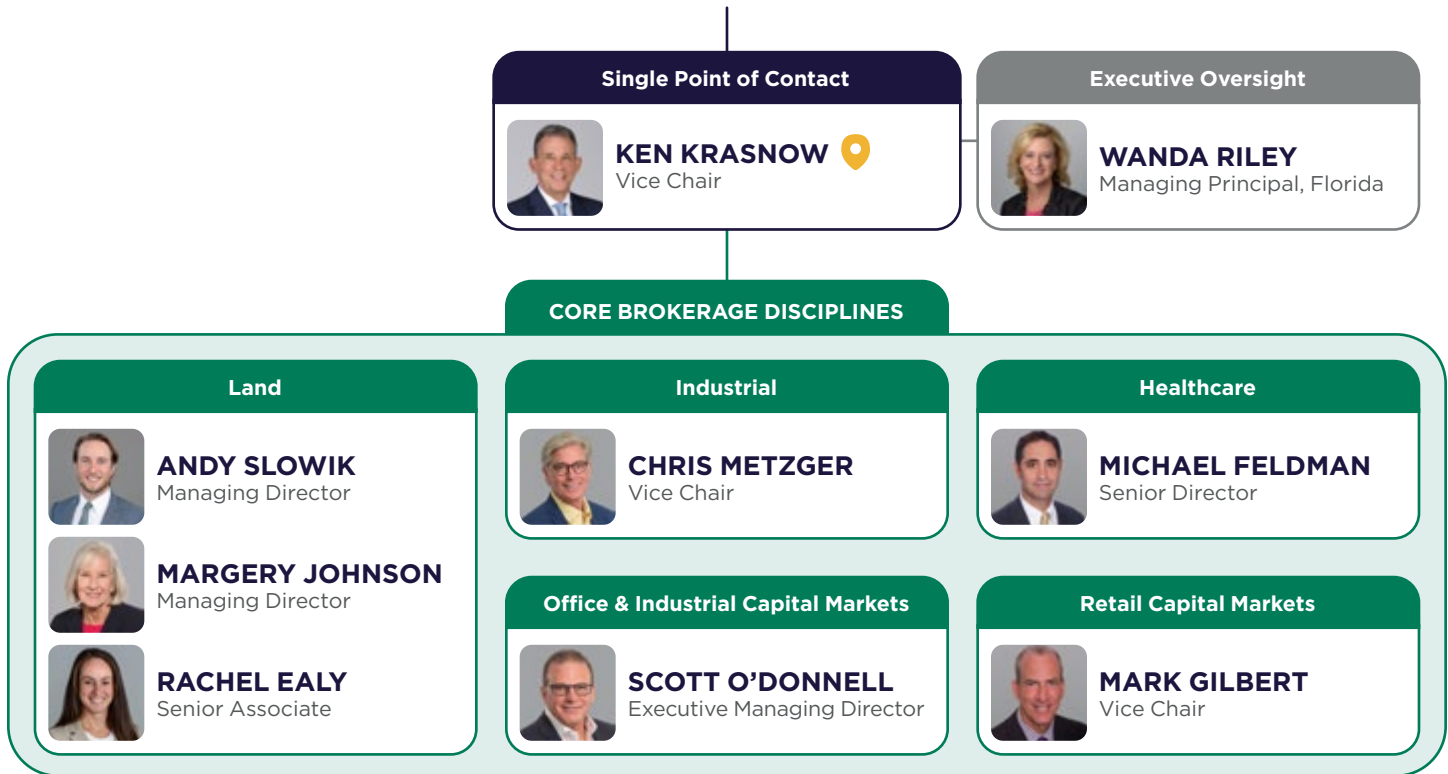 Single Point of Contact
KEN KRASNOW
Vice Chair
Executive Oversight
WANDA RILEY
Managing Principal, Florida
CORE BROKERAGE DISCIPLINES
Land
ANDY SLOWIK
Managing Director
MARGERY JOHNSON
Managing Director
RACHEL EALY
Senior Associate
Industrial
CHRIS METZGER
Vice Chair
Healthcare
MICHAEL FELDMAN
Senior Director
Office & Industrial Capital Markets
SCOTT O’DONNELL
Executive Managing Director
Retail Capital Markets
MARK GILBERT
Vice Chair